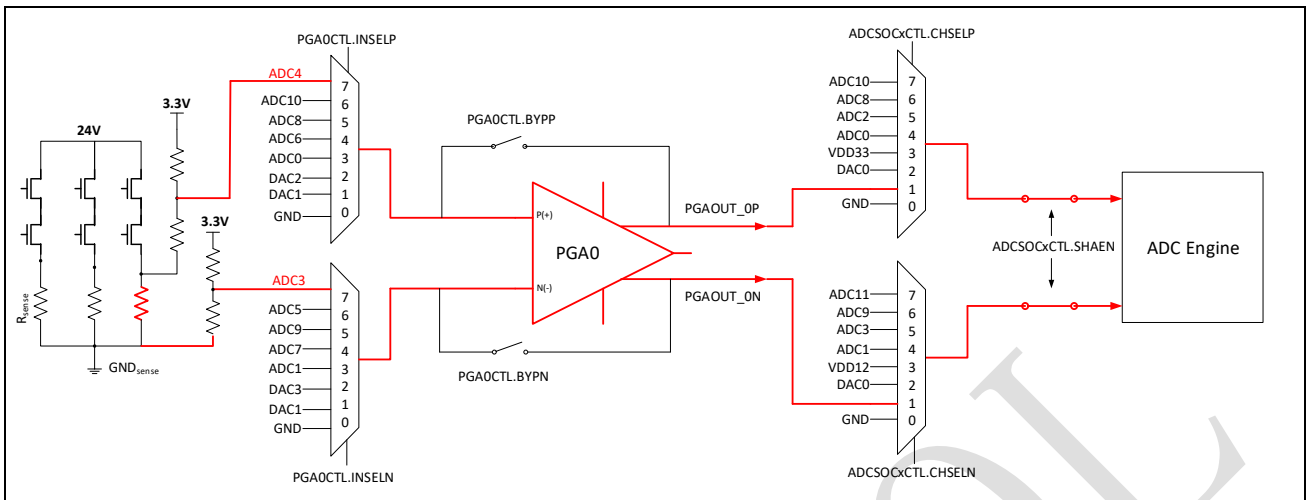 PGA0CTL.INSELP
ADCSOCxCTL.CHSELP
ADC4
7
ADC10
6
ADC8
5
ADC6
4
ADC0
3
DAC2
2
DAC1
1
GND
0
3.3V
24V
3.3V
Rsense
GNDsense
PGA0CTL.BYPP
P(+)
PGA0
N(-)
PGA0CTL.BYPN
PGAOUT_0P
PGAOUT_0N
ADC10
7
ADC8
6
ADC2
5
ADC0
4
VDD33
3
DAC0
2
1
GND
0
ADCSOCxCTL.SHAEN
ADC Engine
ADC3
7
ADC5
6
ADC9
5
ADC7
4
ADC1
3
DAC3
2
DAC1
1
GND
0
PGA0CTL.INSELN
ADC11
7
ADC9
6
ADC3
5
ADC1
4
VDD12
3
DAC0
2
1
GND
0
ADCSOCxCTL.CHSELN